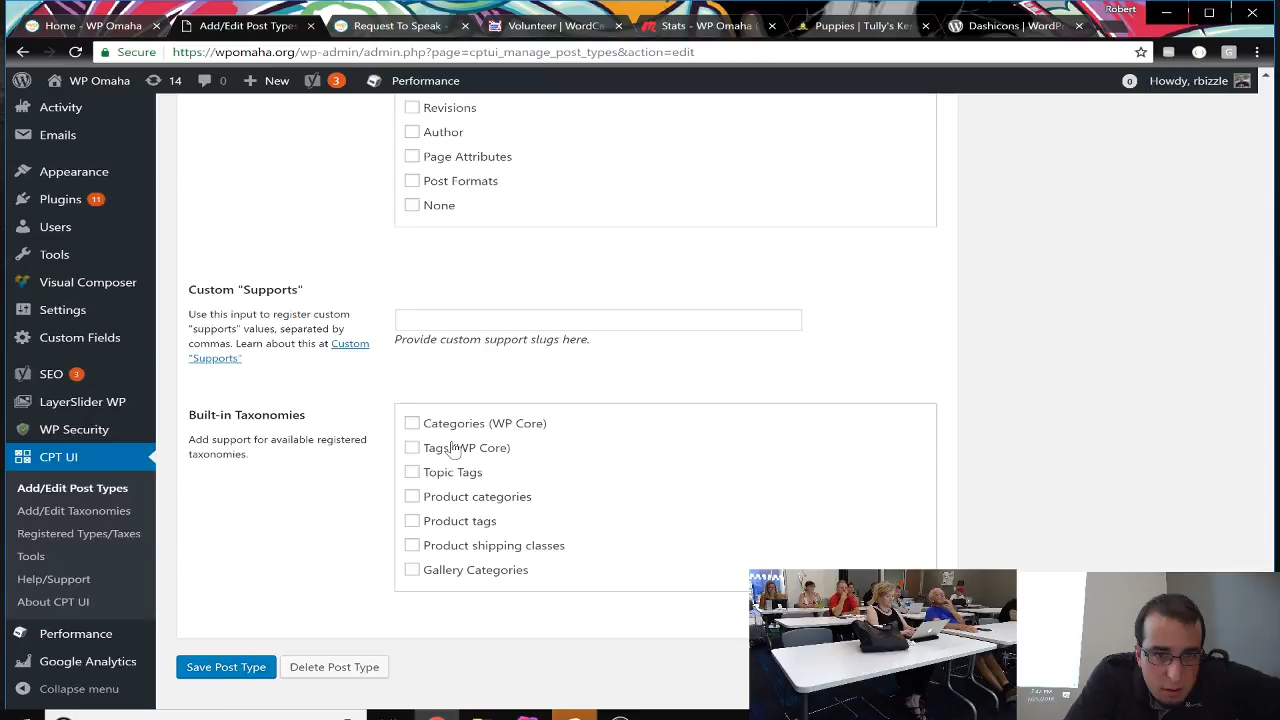 Home - WP Omaha
Add/Edit Post Types
Request To Speak -
Volunteer | WordCa
Stats - WP Omaha
Puppies | Tully's Ke
Dashicons | WordP
Robert
Secure
https://wpomaha.org/wp-admin/admin.php?page=cptui_manage_post_types&action=edit
WP Omaha
14
0
New
3
Performance
0
Howdy, rbizzle
Activity
Emails
Appearance
Plugins 11
Users
Tools
Visual Composer
Settings
Custom Fields
SEO 3
LayerSlider WP
WP Security
CPT UI
Add/Edit Post Types
Add/Edit Taxonomies
Registered Types/Taxes
Tools
Help/Support
About CPT UI
Performance
Google Analytics
Collapse menu
Revisions
Author
Page Attributes
Post Formats
None
Custom "Supports"
Use this input to register custom
"supports" values, separated by
commas. Learn about this at Custom
"Supports"
Provide custom support slugs here.
Built-in Taxonomies
Add support for available registered
taxonomies.
Categories (WP Core)
Tags (WP Core)
Topic Tags
Product categories
Product tags
Product shipping classes
Gallery Categories
Save Post Type
Delete Post Type